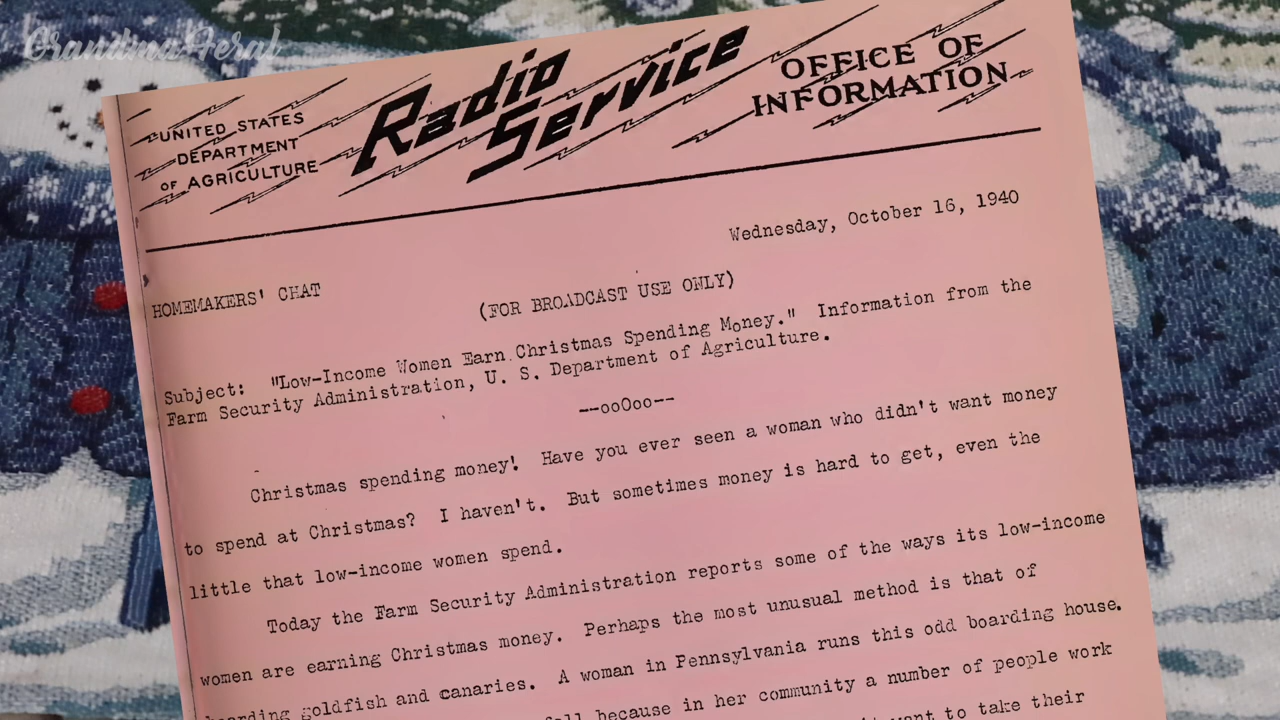 Grandma Feral
UNITED STATES
DEPARTMENT
OF AGRICULTURE
Radio
Service
OFFICE OF
INFORMATION
Wednesday, October 16, 1940
HOMEMAKERS' CHAT
(FOR BROADCAST USE ONLY)
Subject: "Low-Income Women Earn Christmas Spending Money." Information from the
Farm Security Administration, U. S. Department of Agriculture.
--ooOoo--
Christmas spending money! Have you ever seen a woman who didn't want money
to spend at Christmas? I haven't. But sometimes money is hard to get, even the
little that low-income women spend.
Today the Farm Security Administration reports some of the ways its low-income
women are earning Christmas money. Perhaps the most unusual method is that of
boarding goldfish and canaries. A woman in Pennsylvania runs this odd boarding house.
because in her community a number of people work
want to take their